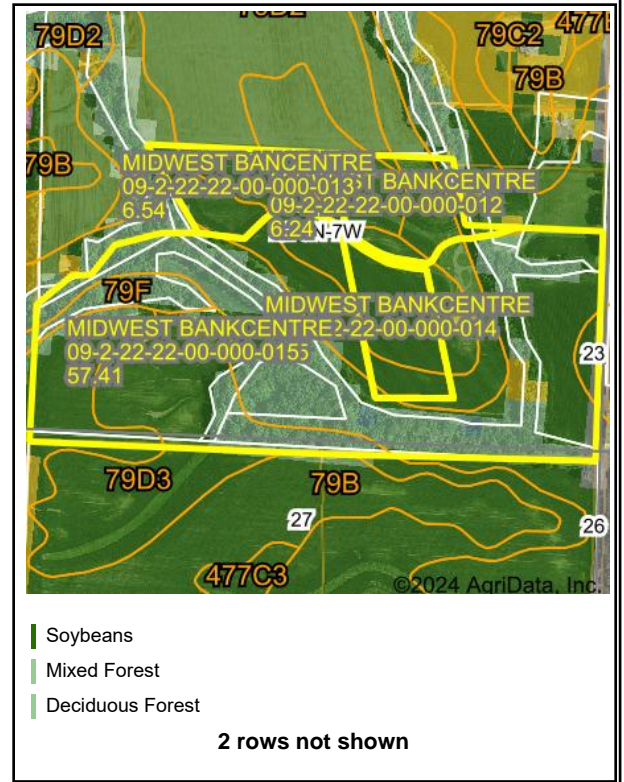 79D2
79C2
79B
79B
MIDWEST BANCENTRE
09-2-22-22-00-000-013
6.54
ST BANKCENTRE
09-2-22-22-00-000-012
6.24
N-7W
79F
MIDWEST BANKCENTRE
2-22-00-000-014
MIDWEST BANKCENTRE
09-2-22-22-00-000-015
57.41
23
79D3
79B
27
26
477C3
©2024 AgriData, Inc.
Soybeans
Mixed Forest
Deciduous Forest
2 rows not shown